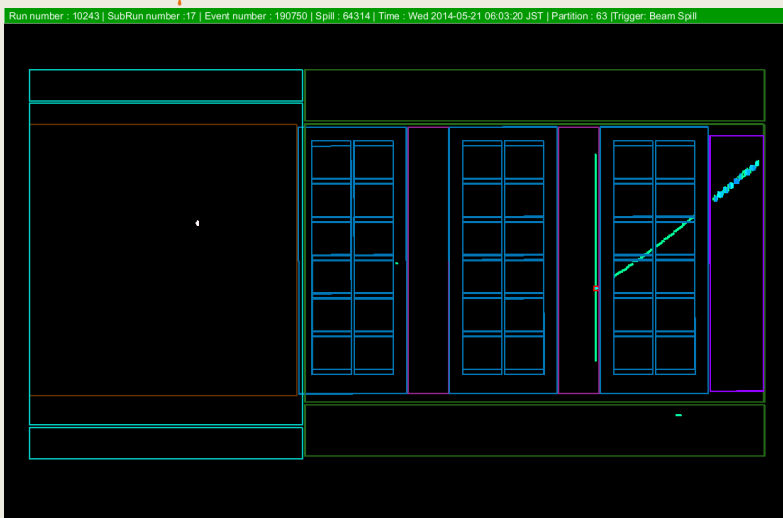 Run number : 10243 | SubRun number :17 | Event number : 190750 | Spill : 64314 | Time : Wed 2014-05-21 06:03:20 JST | Partition : 63 |Trigger: Beam Spill